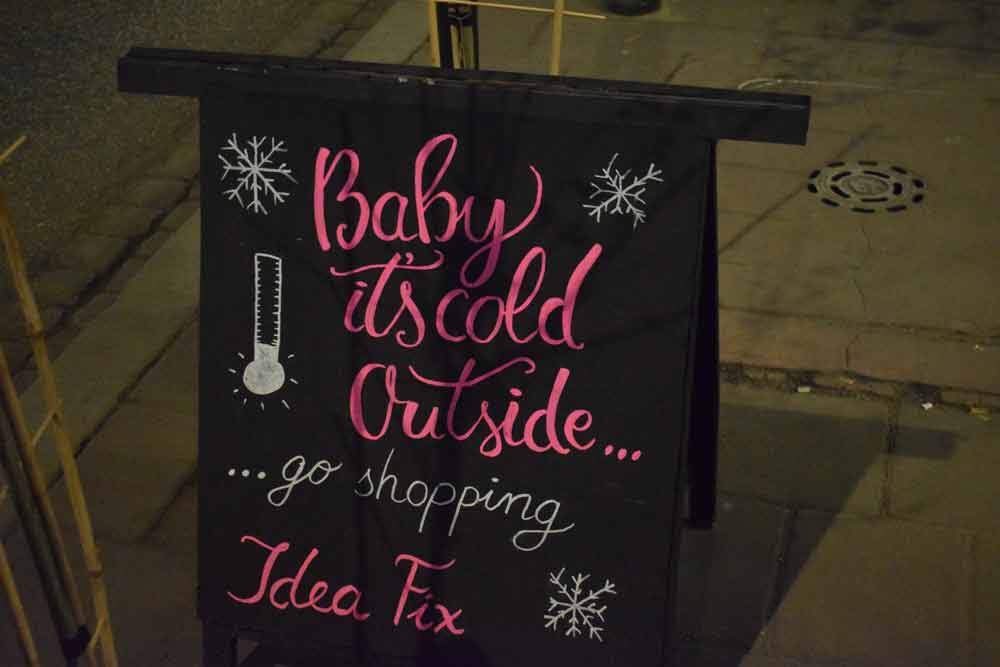 Baby
it's cold
Outside...
...go shopping
Idea Fix